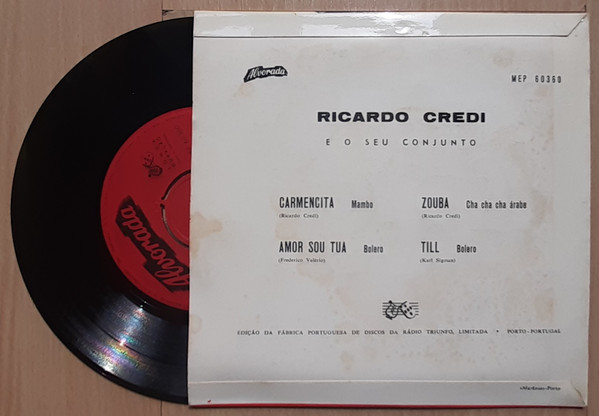 Alvorada
MEP 60360
RICARDO CREDI
E O SEU CONJUNTO
CARMENCITA Mambo
(Ricardo Credi)
ZOUBA Cha cha cha árabe
(Ricardo Credi)
AMOR SOU TUA Bolero
(Frederico Valério)
TILL Bolero
(Karl Sigman)
EDIÇÃO DA FÁBRICA PORTUGUESA DE DISCOS DA RÁDIO TRIUNFO, LIMITADA • PORTO-PORTUGAL
Alvorada